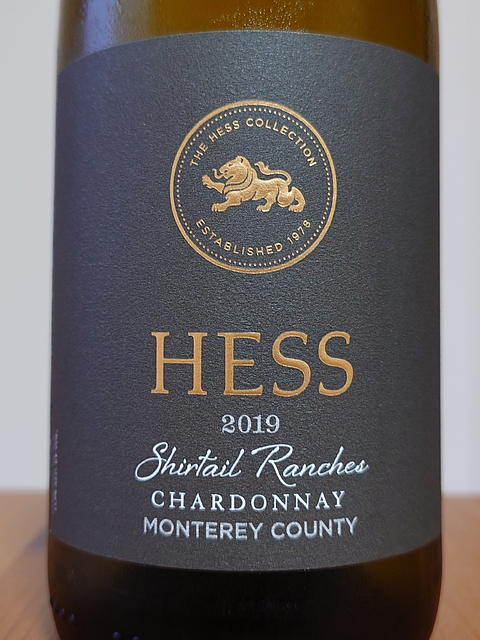 THE HESS COLLECTION
ESTABLISHED 1978
HESS
2019
Shirtail Ranches
CHARDONNAY
MONTEREY COUNTY